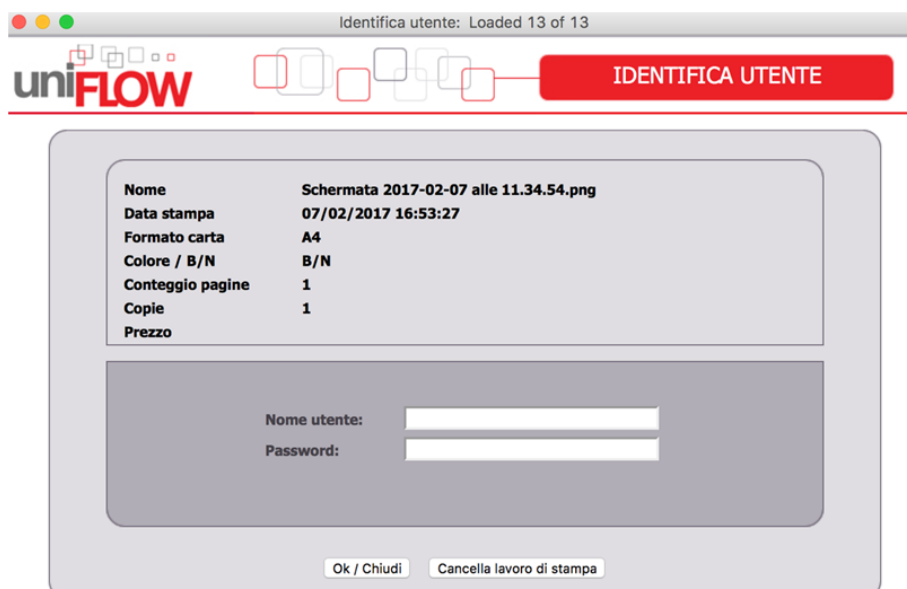 Identifica utente: Loaded 13 of 13
uniFLOW
IDENTIFICA UTENTE
Nome Schermata 2017-02-07 alle 11.34.54.png
Data stampa 07/02/2017 16:53:27
Formato carta A4
Colore / B/N B/N
Conteggio pagine 1
Copie 1
Prezzo
Nome utente:
Password:
Ok / Chiudi Cancella lavoro di stampa